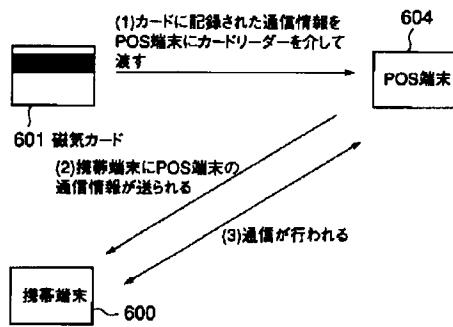 (1)カードに記録された通信情報を
POS端末にカードリーダーを介して
渡す
604
POS端末
601 磁気カード
(2)携帯端末にPOS端末の
通信情報が送られる
(3)通信が行われる
携帯端末
600